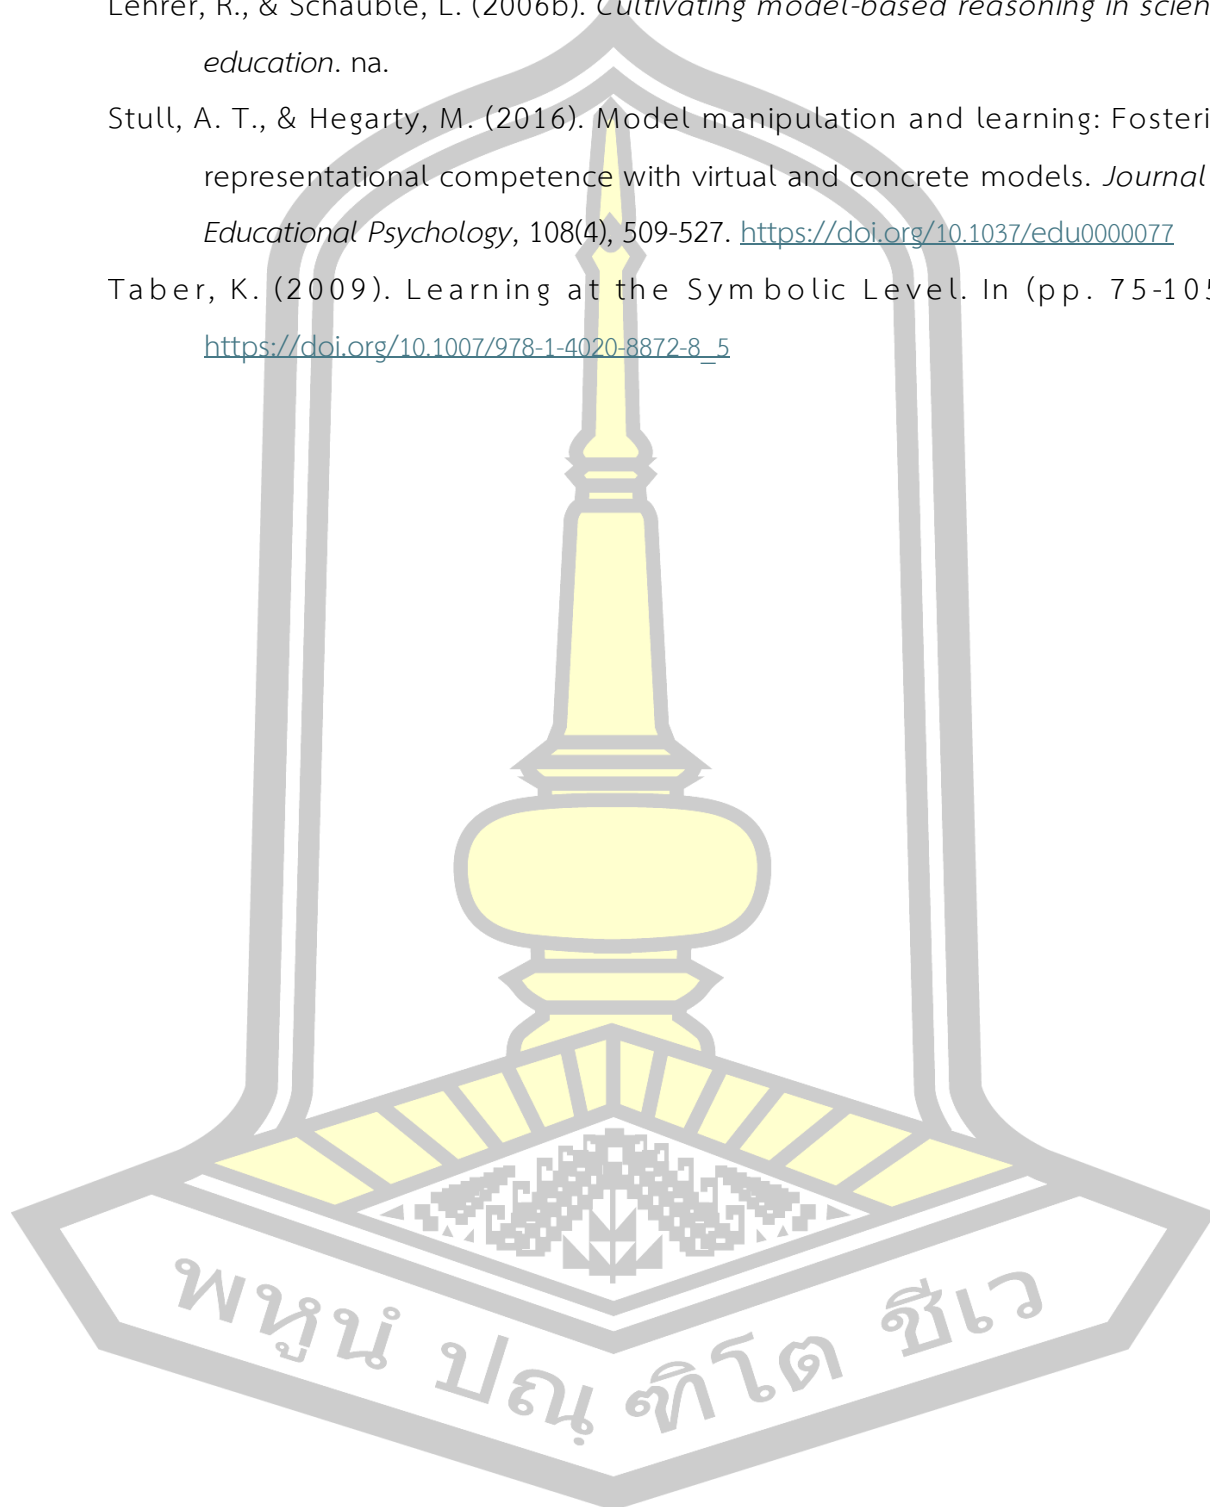 Lehrer, R., & Schauble, L. (2006b). Cultivating model-based reasoning in scien
education. na.
Stull, A. T., & Hegarty, M. (2016). Model manipulation and learning: Fosteri
representational competence with virtual and concrete models. Journal
Educational Psychology, 108(4), 509-527. https://doi.org/10.1037/edu0000077
Taber, K. (2009). Learning at the Symbolic Level. In (pp. 75-105
https://doi.org/10.1007/978-1-4020-8872-8_5
พหูนํ ปณฺฑิโต ชีเว